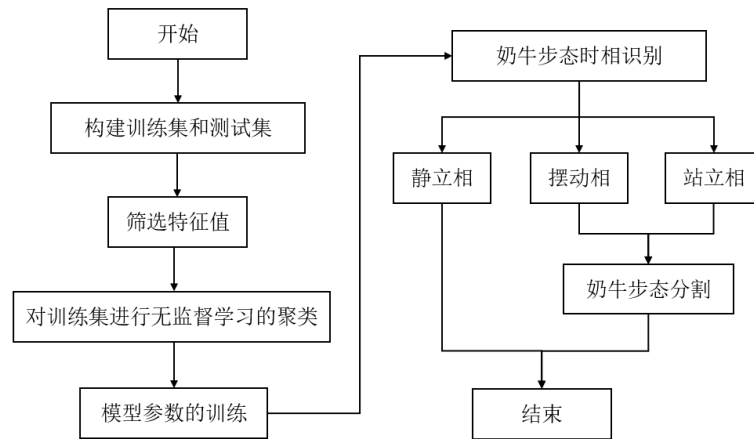 开始
构建训练集和测试集
筛选特征值
对训练集进行无监督学习的聚类
模型参数的训练
奶牛步态时相识别
静立相
摆动相
站立相
奶牛步态分割
结束